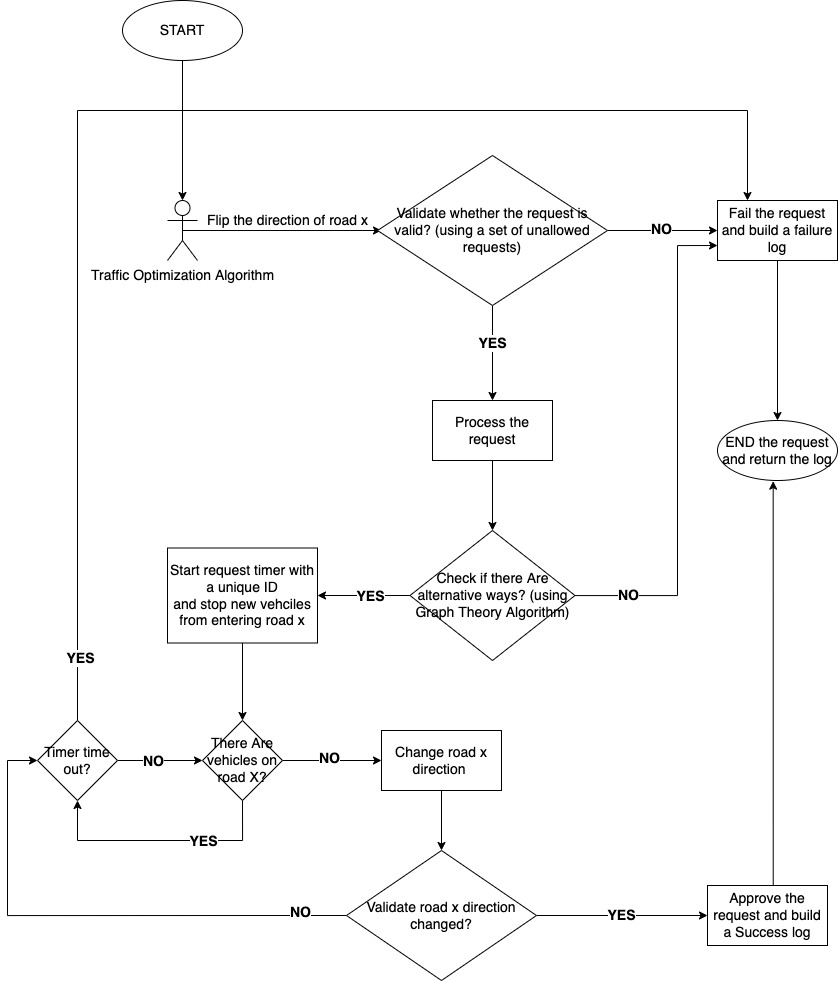 START
Flip the direction of road x
Traffic Optimization Algorithm
Validate whether the request is
valid? (using a set of unallowed
requests)
NO
Fail the request
and build a failure
log
YES
Process the
request
END the request
and return the log
Check if there Are
alternative ways? (using
Graph Theory Algorithm)
NO
YES
Start request timer with
a unique ID
and stop new vehciles
from entering road x
YES
Timer time
out?
NO
There Are
vehicles on
road X?
NO
Change road x
direction
YES
Validate road x direction
changed?
NO
YES
Approve the
request and build
a Success log